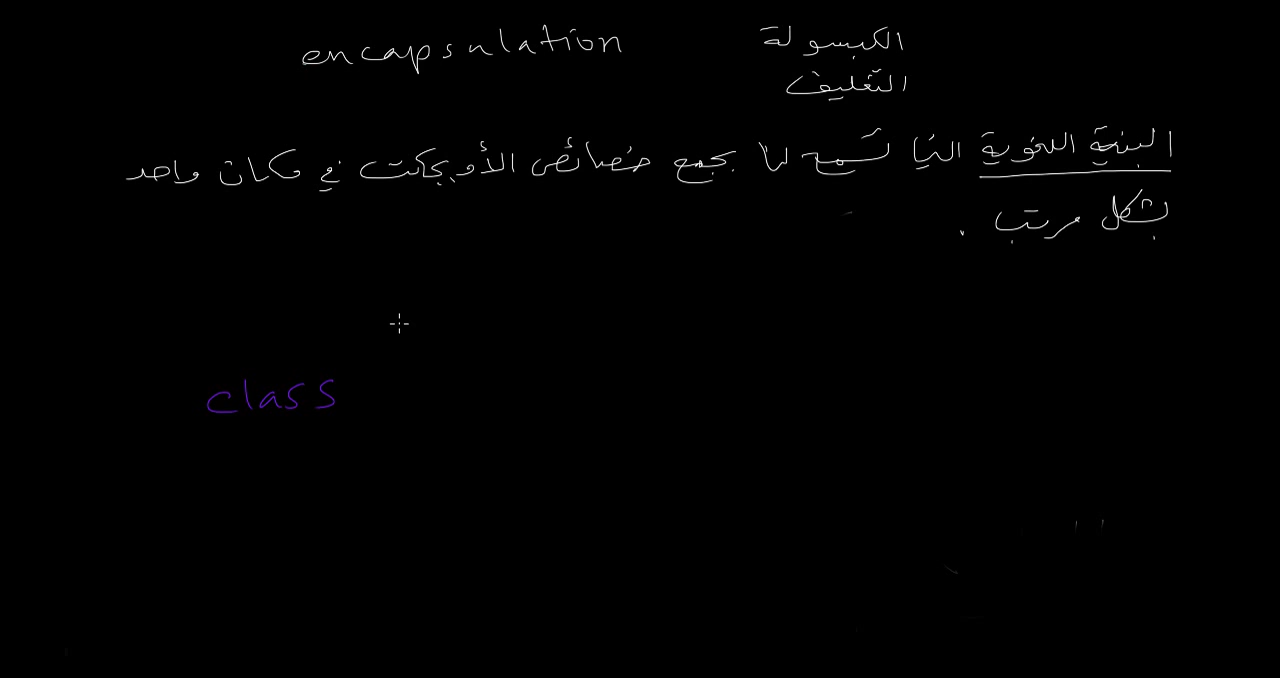 encapsulation الكبسولة
التغليف
البنية اللغوية التي تسمح لنا بجمع خصائص الأوبجكت في مكان واحد
بشكل مرتب .
class